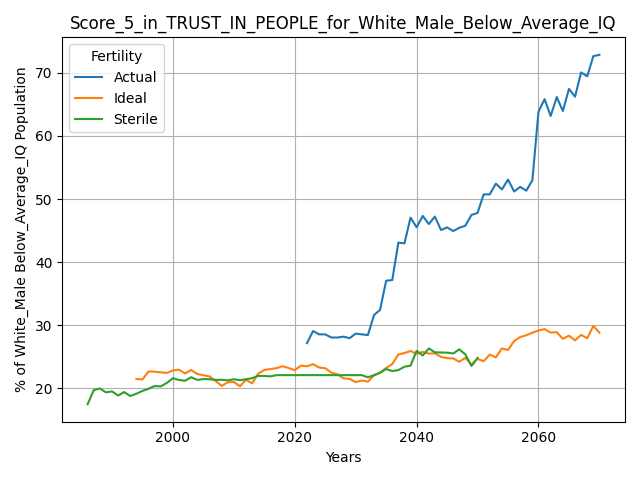 Score_5_in_TRUST_IN_PEOPLE_for_White_Male_Below_Average_IQ
% of White_Male Below_Average_IQ Population
70
60
50
40
30
20
Fertility
Actual
Ideal
Sterile
2000
2020
2040
2060
Years